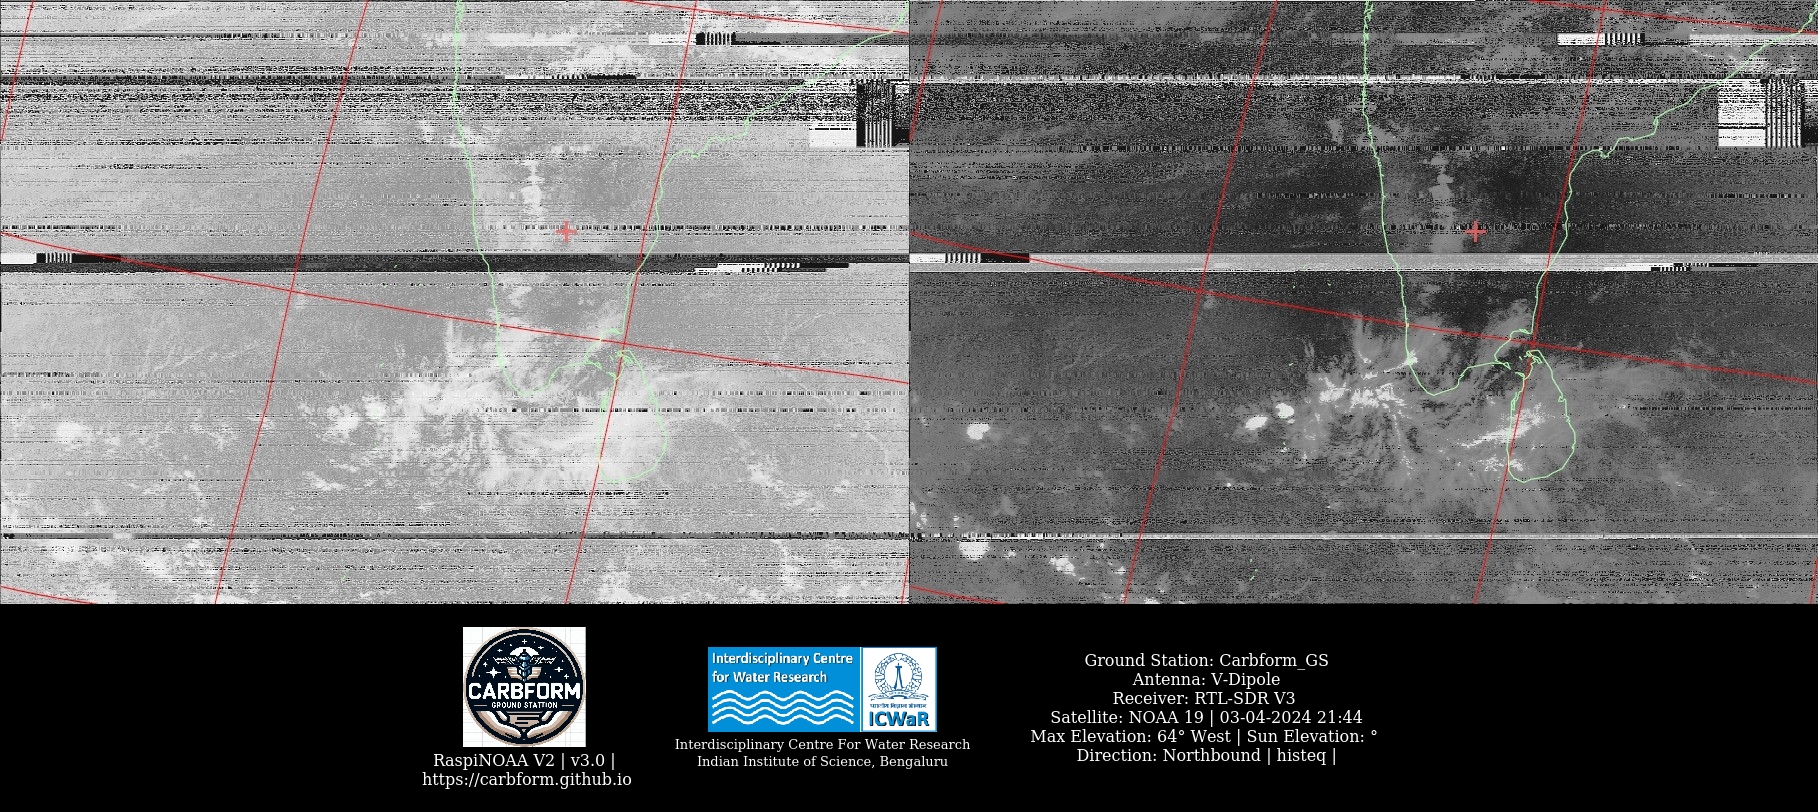 CARBFORM
GROUND STATTION
RaspiNOAA V2 | v3.0 |
https://carbform.github.io
Interdisciplinary Centre
for Water Research
भारतीय विज्ञान संस्थान
ICWaR
Interdisciplinary Centre For Water Research
Indian Institute of Science, Bengaluru
Ground Station: Carbform_GS
Antenna: V-Dipole
Receiver: RTL-SDR V3
Satellite: NOAA 19 | 03-04-2024 21:44
Max Elevation: 64° West | Sun Elevation: °
Direction: Northbound | histeq |